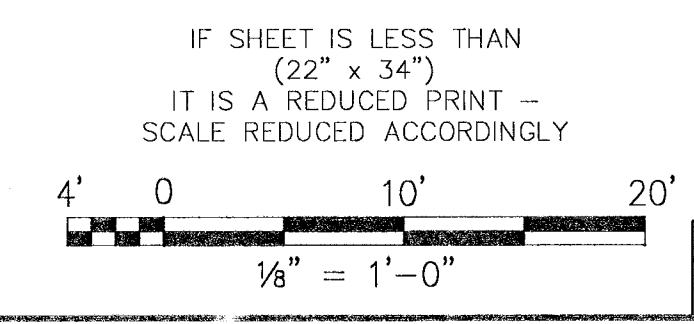 IF SHEET IS LESS THAN
(22" x 34")
IT IS A REDUCED PRINT –
SCALE REDUCED ACCORDINGLY
4' 0 10' 20'
⅛" = 1'-0"